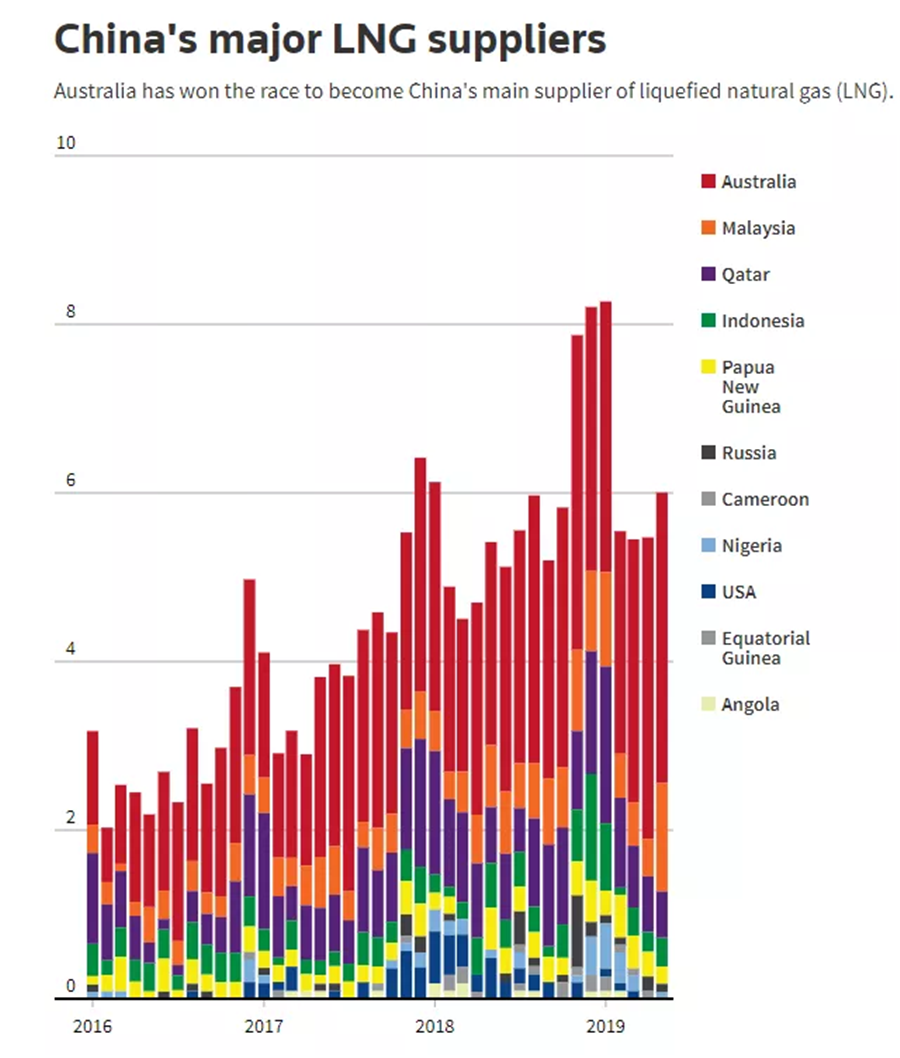 China's major LNG suppliers
Australia has won the race to become China's main supplier of liquefied natural gas (LNG).
10
8
6
4
2
0
2016
2017
2018
2019
Australia
Malaysia
Qatar
Indonesia
Papua
New
Guinea
Russia
Cameroon
Nigeria
USA
Equatorial
Guinea
Angola